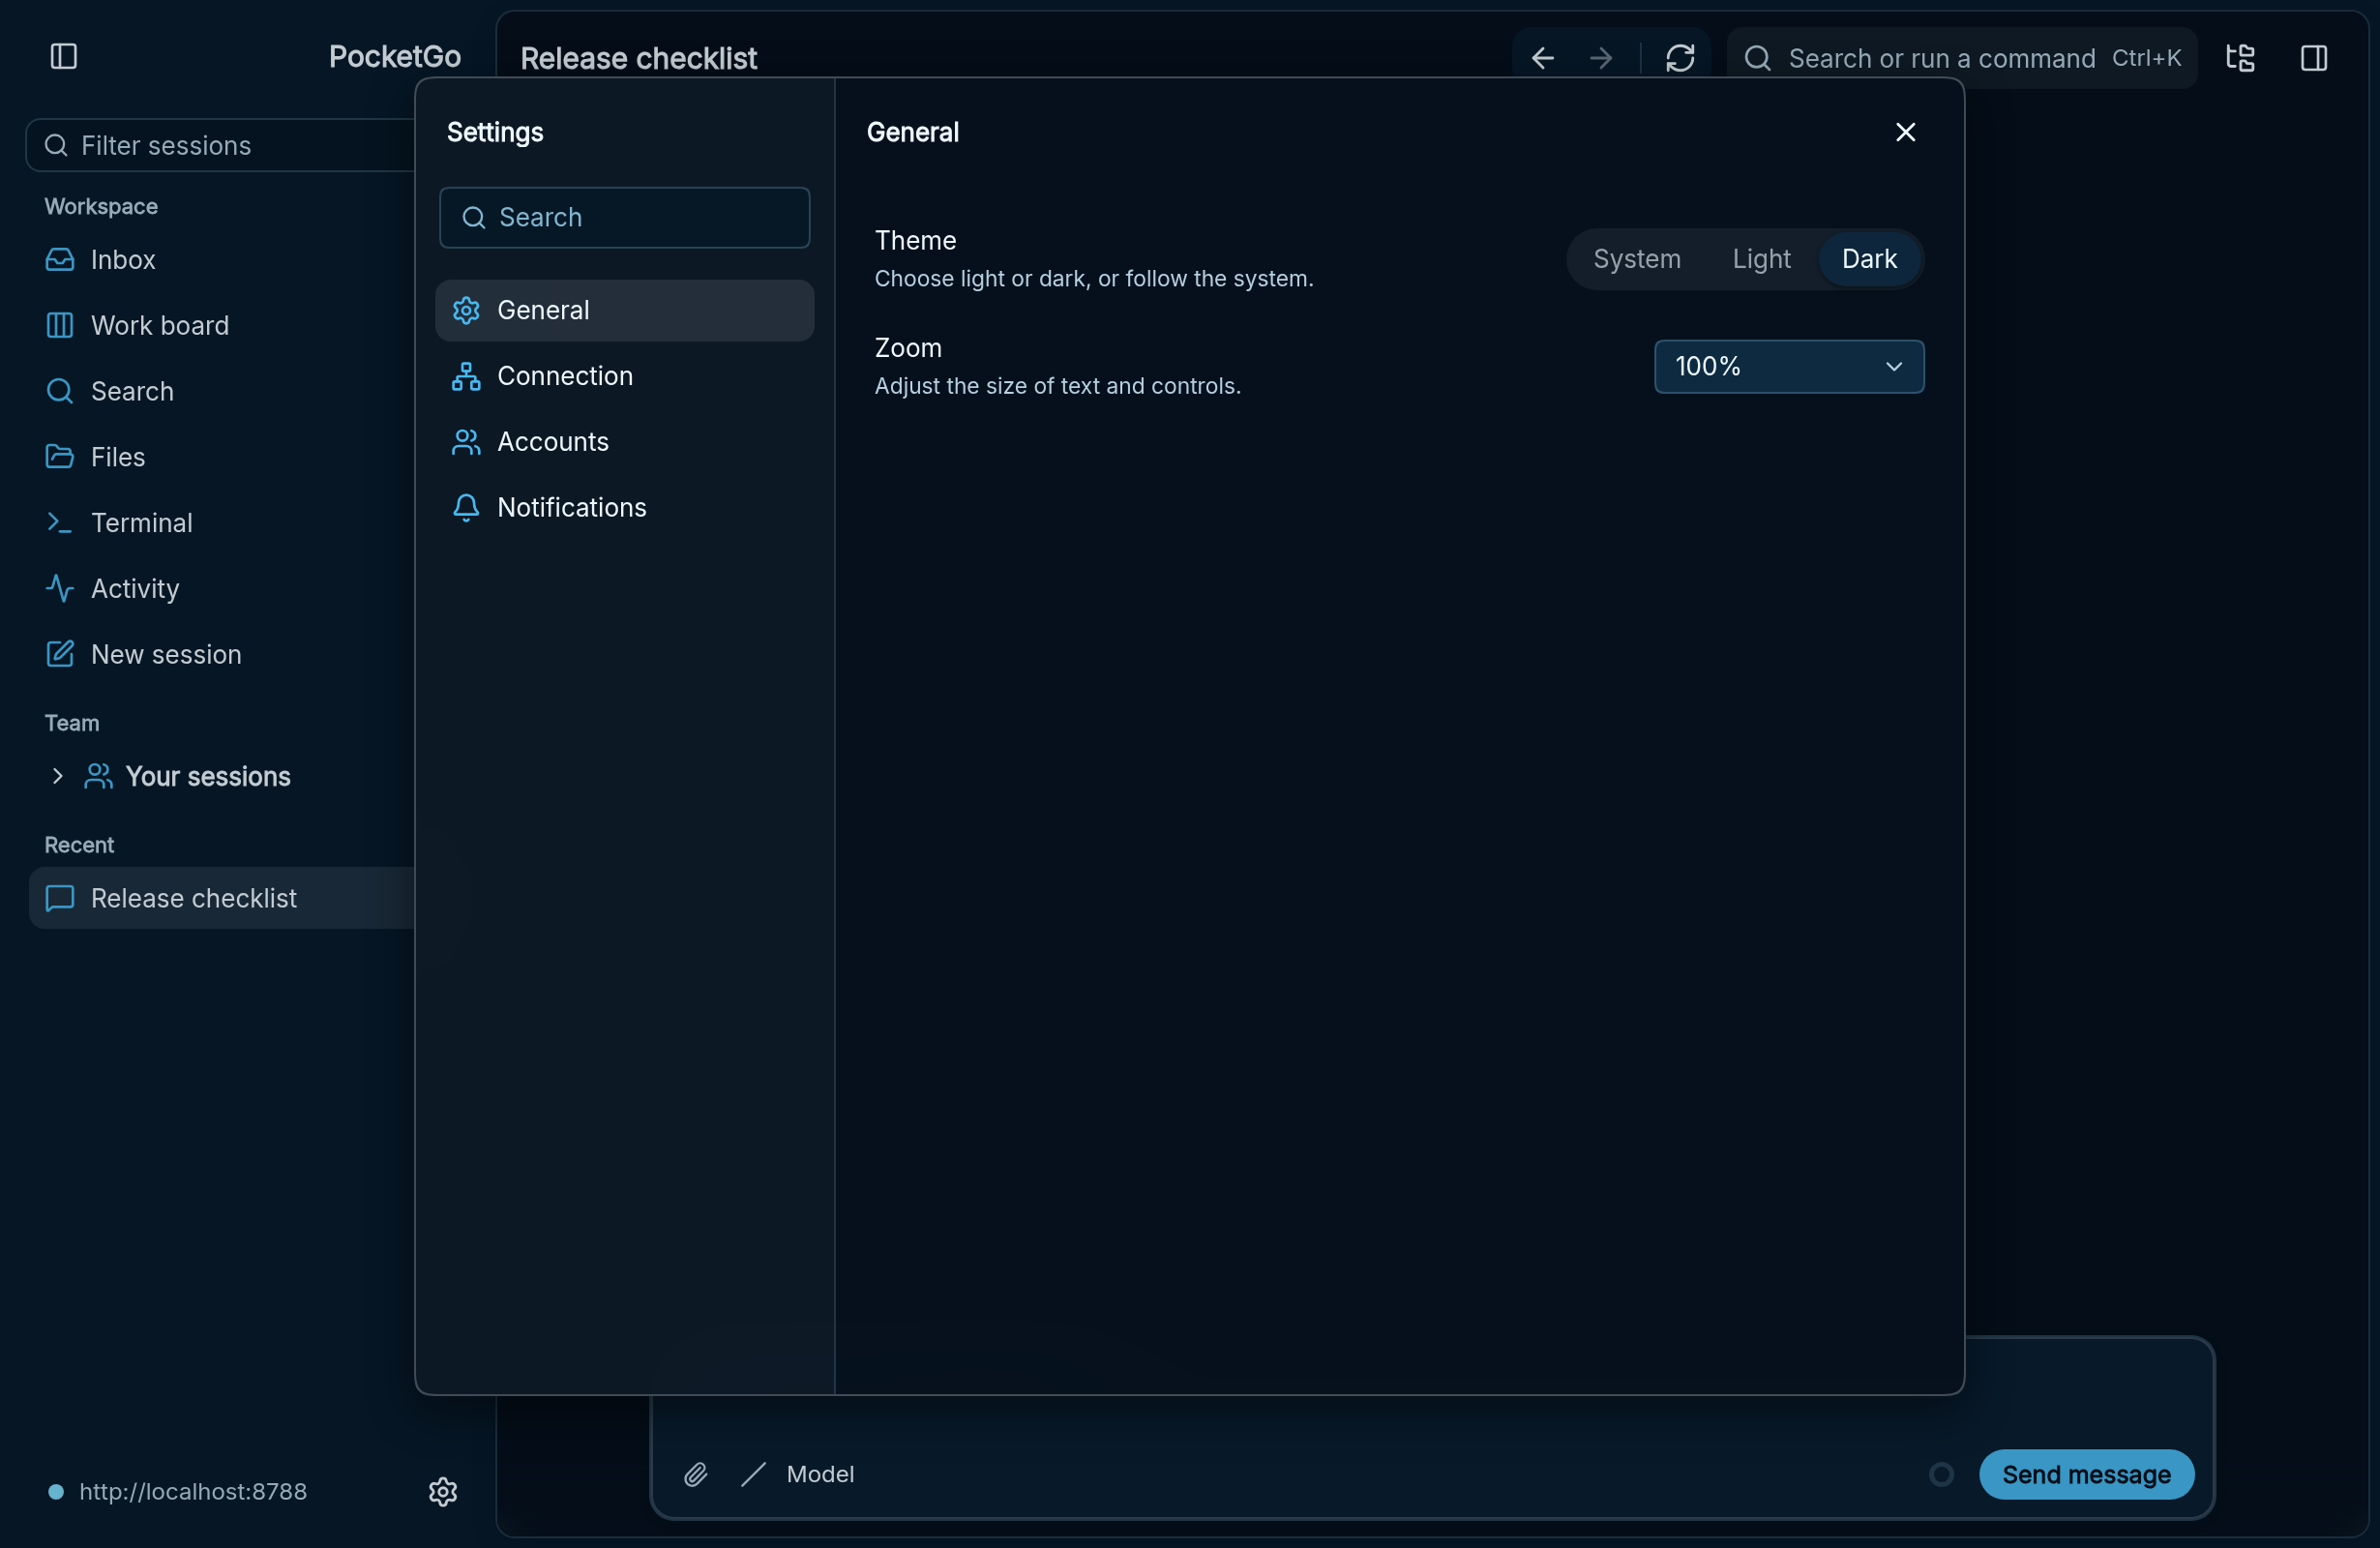 PocketGo
Filter sessions
Workspace
Inbox
Work board
Search
Files
Terminal
Activity
New session
Team
Your sessions
Recent
Release checklist
http://localhost:8788
Release checklist
Search or run a command Ctrl+K
Settings
Search
General
Connection
Accounts
Notifications
General
Theme
Choose light or dark, or follow the system.
System Light Dark
Zoom
Adjust the size of text and controls.
100%
Model
Send message